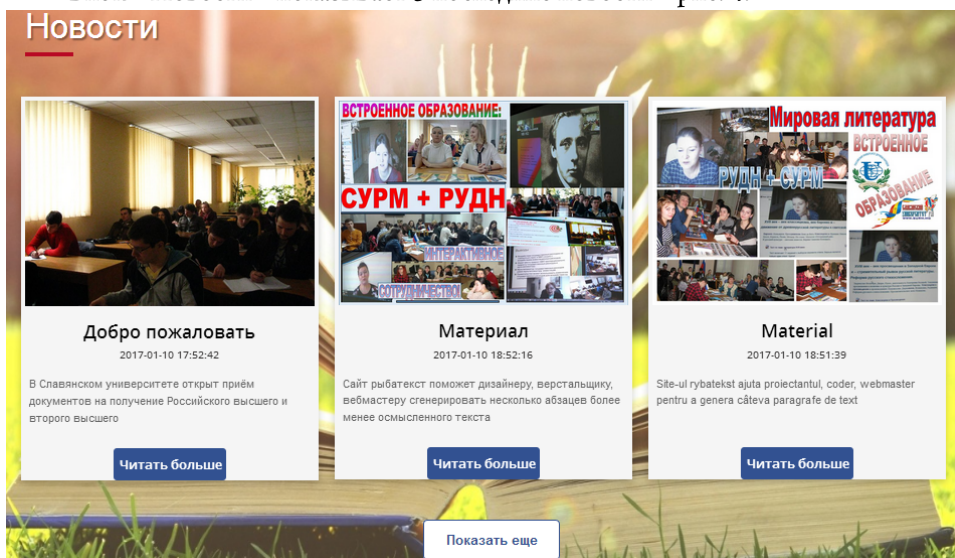 Новости
ВСТРОЕННОЕ ОБРАЗОВАНИЕ:
СУРМ + РУДН
ИНТЕРАКТИВНОЕ
СОТРУДНИЧЕСТВО!
Мировая литература
ВСТРОЕННОЕ
РУДН + СУРМ
ОБРАЗОВАНИЕ
Добро пожаловать
2017-01-10 17:52:42
В Славянском университете открыт приём
документов на получение Российского высшего и
второго высшего
Читать больше
Материал
2017-01-10 18:52:16
Сайт рыбатекст поможет дизайнеру, верстальщику,
вебмастеру сгенерировать несколько абзацев более
менее осмысленного текста
Читать больше
Material
2017-01-10 18:51:39
Site-ul rybatekst ajuta proiectantul, coder, webmaster
pentru a genera câteva paragrafe de text
Читать больше
Показать еще